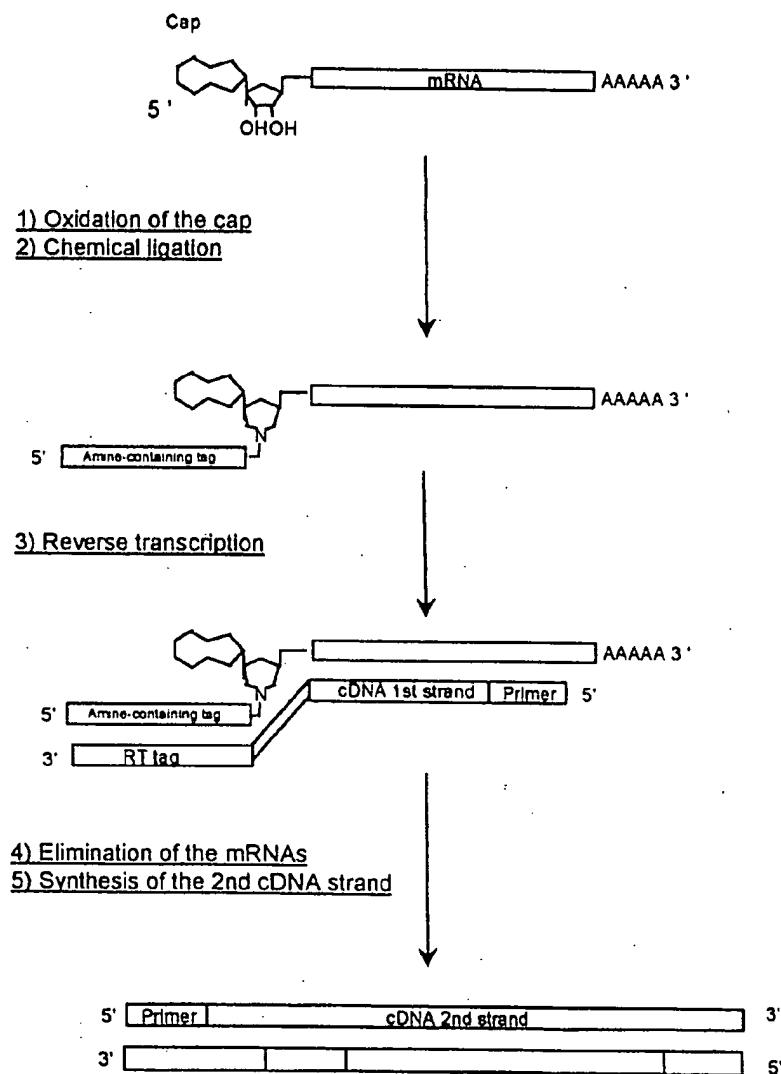 Cap
mRNA AAAAA 3 '
5 '
OHOH
1) Oxidation of the cap
2) Chemical ligation
AAAAA 3 '
N
5' Amine-containing tag
3) Reverse transcription
AAAAA 3 '
cDNA 1st strand Primer 5'
N
5' Amine-containing tag
3' RT tag
4) Elimination of the mRNAs
5) Synthesis of the 2nd cDNA strand
5' Primer cDNA 2nd strand 3'
3' 5'